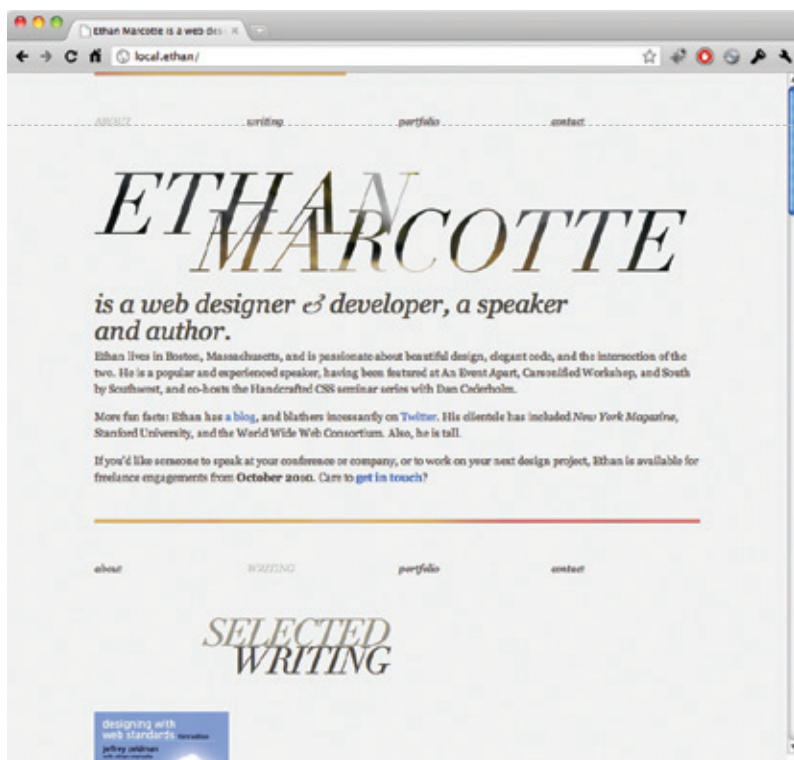 Ethan Marcotte is a web des
local.ethan/
ABOUT writing portfolio contact
ETHAN
MARCOTTE
is a web designer & developer, a speaker
and author.
Ethan lives in Boston, Massachusetts, and is passionate about beautiful design, elegant code, and the intersection of the
two. He is a popular and experienced speaker, having been featured at An Event Apart, Carsonified Workshop, and South
by Southwest, and co-hosts the Handcrafted CSS seminar series with Dan Cederholm.
More fun facts: Ethan has a blog, and blathers incessantly on Twitter. His clientele has included New York Magazine,
Stanford University, and the World Wide Web Consortium. Also, he is tall.
If you'd like someone to speak at your conference or company, or to work on your next design project, Ethan is available for
freelance engagements from October 2010. Care to get in touch?
about WRITING portfolio contact
SELECTED
WRITING
designing with
web standards third edition
jeffrey zeldman
with ethan marcotte